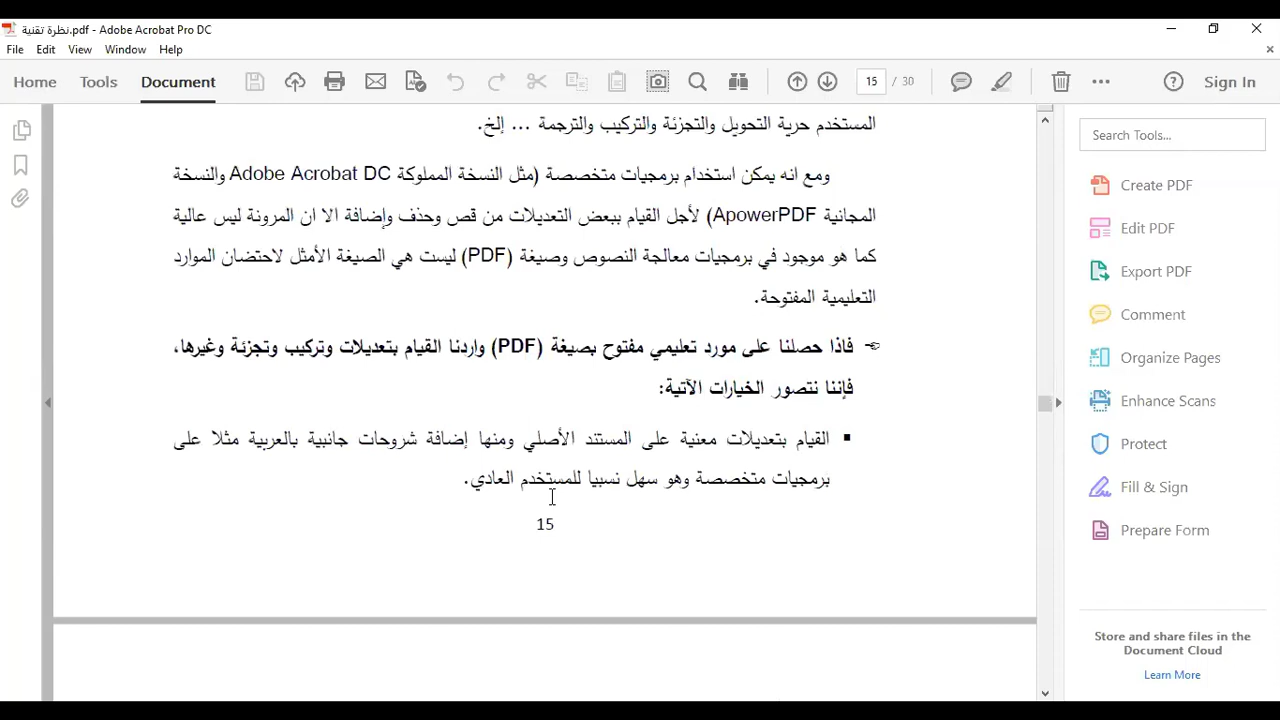 نظرة تقنية.pdf - Adobe Acrobat Pro DC
File Edit View Window Help
Home Tools Document 15 / 30 Sign In
المستخدم حرية التحويل والتجزئة والتركيب والترجمة ... إلخ.
ومع انه يمكن استخدام برمجيات متخصصة (مثل النسخة المملوكة Adobe Acrobat DC والنسخة
المجانية ApowerPDF) لأجل القيام ببعض التعديلات من قص وحذف وإضافة الا ان المرونة ليس عالية
كما هو موجود في برمجيات معالجة النصوص وصيغة (PDF) ليست هي الصيغة الأمثل لاحتضان الموارد
التعليمية المفتوحة.
فاذا حصلنا على مورد تعليمي مفتوح بصيغة (PDF) واردنا القيام بتعديلات وتركيب وتجزئة وغيرها،
فإننا نتصور الخيارات الآتية:
▪ القيام بتعديلات معنية على المستند الأصلي ومنها إضافة شروحات جانبية بالعربية مثلا على
برمجيات متخصصة وهو سهل نسبيا للمستخدم العادي.
15
Search Tools...
Create PDF
Edit PDF
Export PDF
Comment
Organize Pages
Enhance Scans
Protect
Fill & Sign
Prepare Form
Store and share files in the
Document Cloud
Learn More